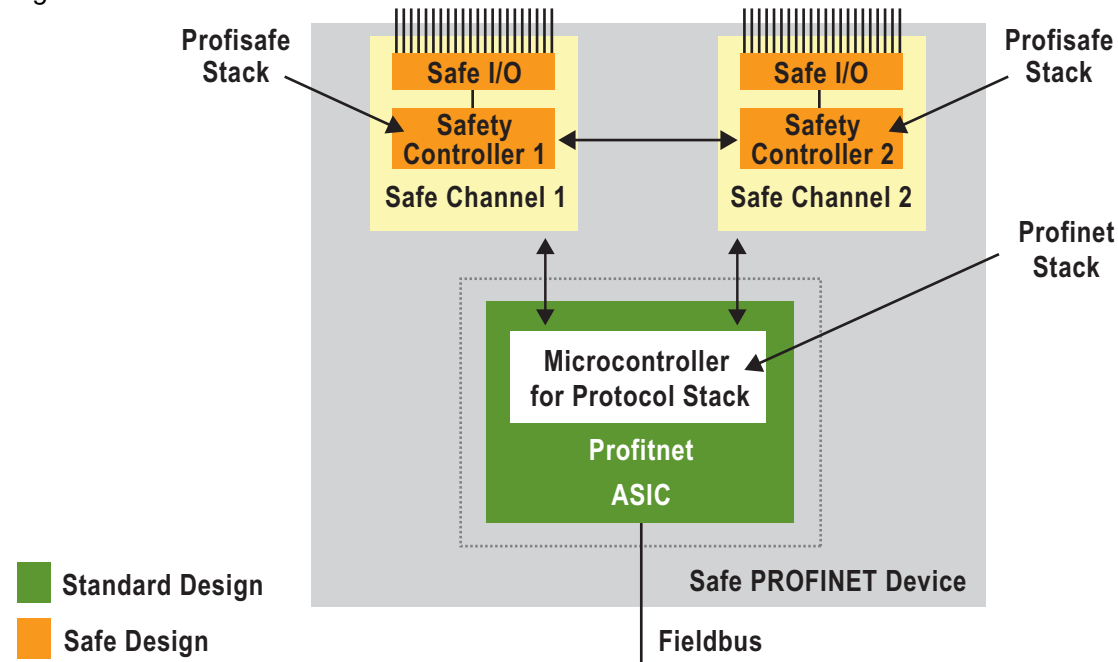 Profisafe
Stack
Safe I/O
Safety
Controller 1
Safe Channel 1
Safe I/O
Safety
Controller 2
Safe Channel 2
Profisafe
Stack
Profinet
Stack
Microcontroller
for Protocol Stack
Profitnet
ASIC
Safe PROFINET Device
Standard Design
Safe Design
Fieldbus